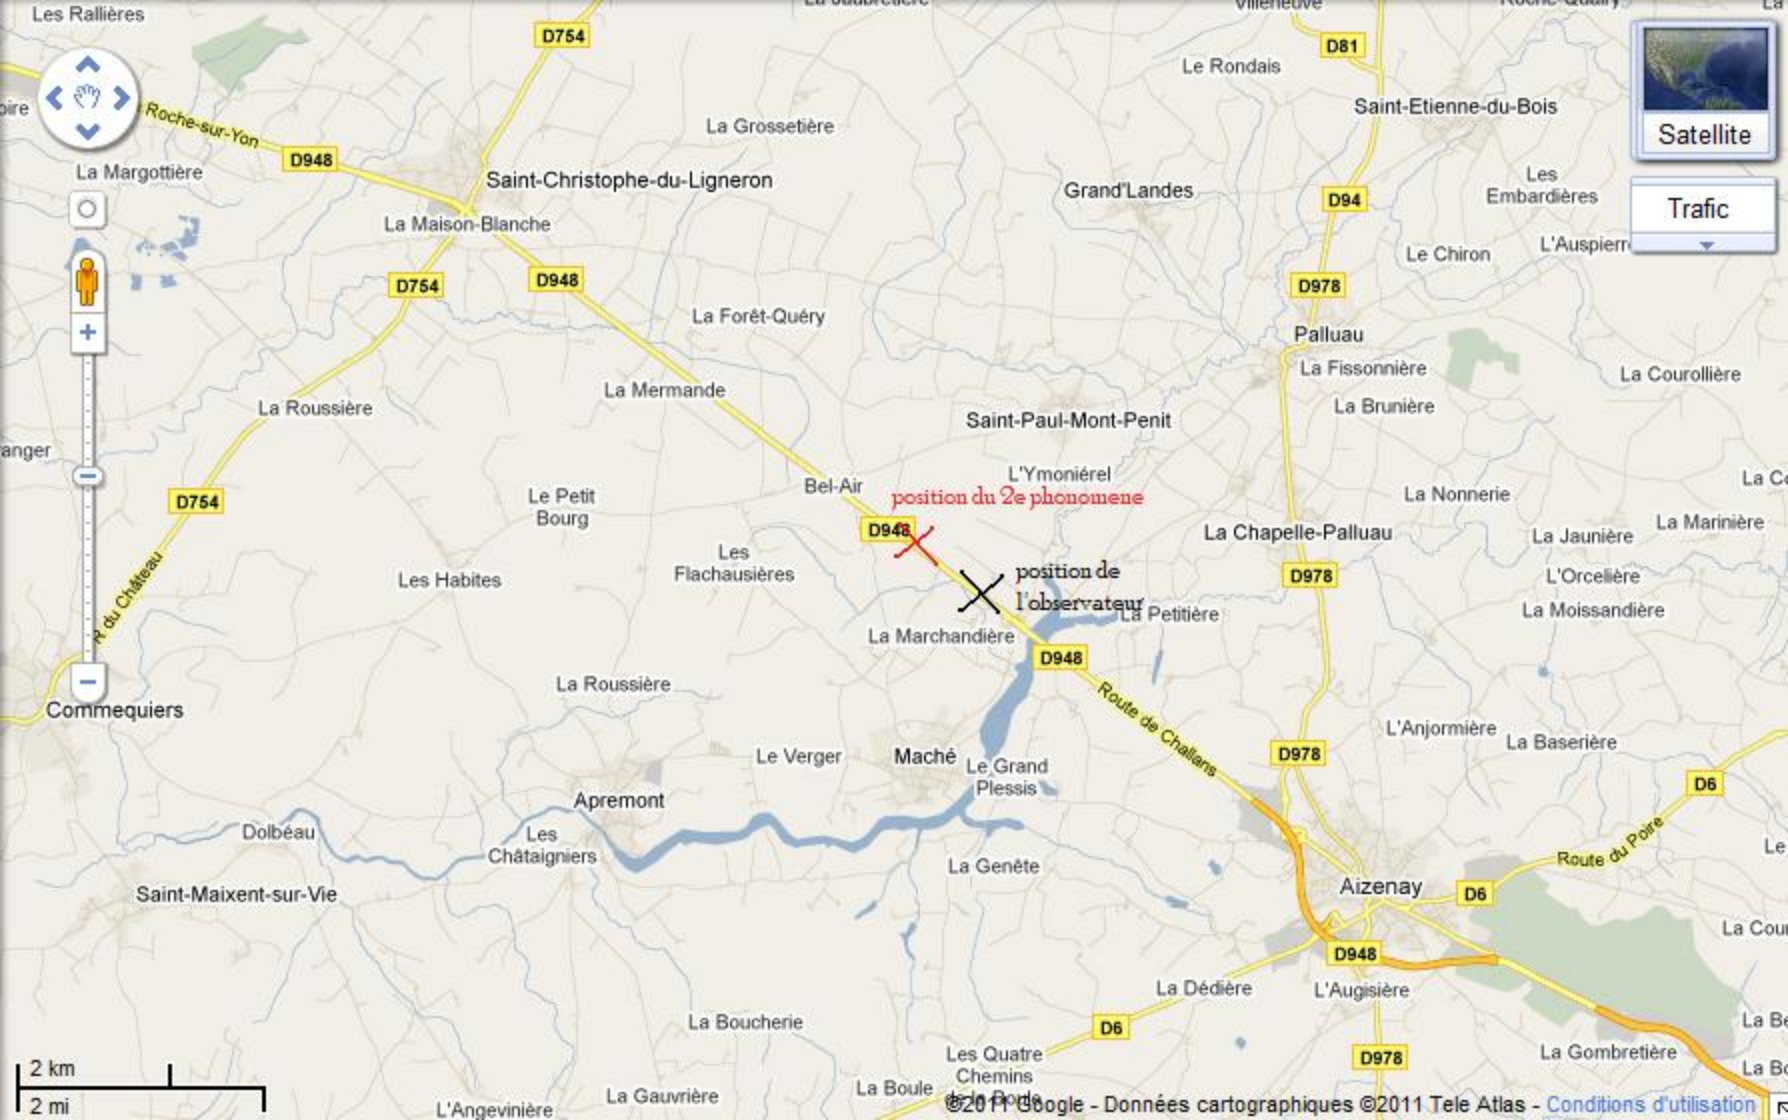 Les Rallières
D754
D81
Le Rondais
Roche-sur-Yon
D948
La Grossetière
Saint-Etienne-du-Bois
Satellite
La Margottière
Saint-Christophe-du-Ligneron
Grand'Landes
D94
Les
Embardières
Trafic
La Maison-Blanche
Le Chiron
L'Auspierr
D754
D948
D978
La Forêt-Quéry
Palluau
La Fissonnière
La Mermande
La Courollière
La Roussière
Saint-Paul-Mont-Penit
La Brunière
anger
L'Ymoniérel
Bel-Air
position du 2e phonomene
La Nonnerie
D754
Le Petit
Bourg
D948
La Chapelle-Palluau
La Jaunière
La Marinière
Les
Flachausières
Les Habites
R du Château
position de
l'observateur
D978
L'Orcelière
La Petitière
La Moissandière
La Marchandière
D948
La Roussière
Commequiers
Route de Challans
L'Anjormière
La Baserière
Le Verger
Maché
Le Grand
Plessis
D978
D6
Apremont
Dolbéau
Les
Châtaigniers
La Genête
Route du Poire
Saint-Maixent-sur-Vie
Aizenay
D6
D948
La Dédière
L'Augisière
La Boucherie
D6
Les Quatre
Chemins
de la Boule
D978
La Gombretière
2 km
2 mi
L'Angevinière
La Gauvrière
La Boule
©2011 Google - Données cartographiques ©2011 Tele Atlas - Conditions d'utilisation